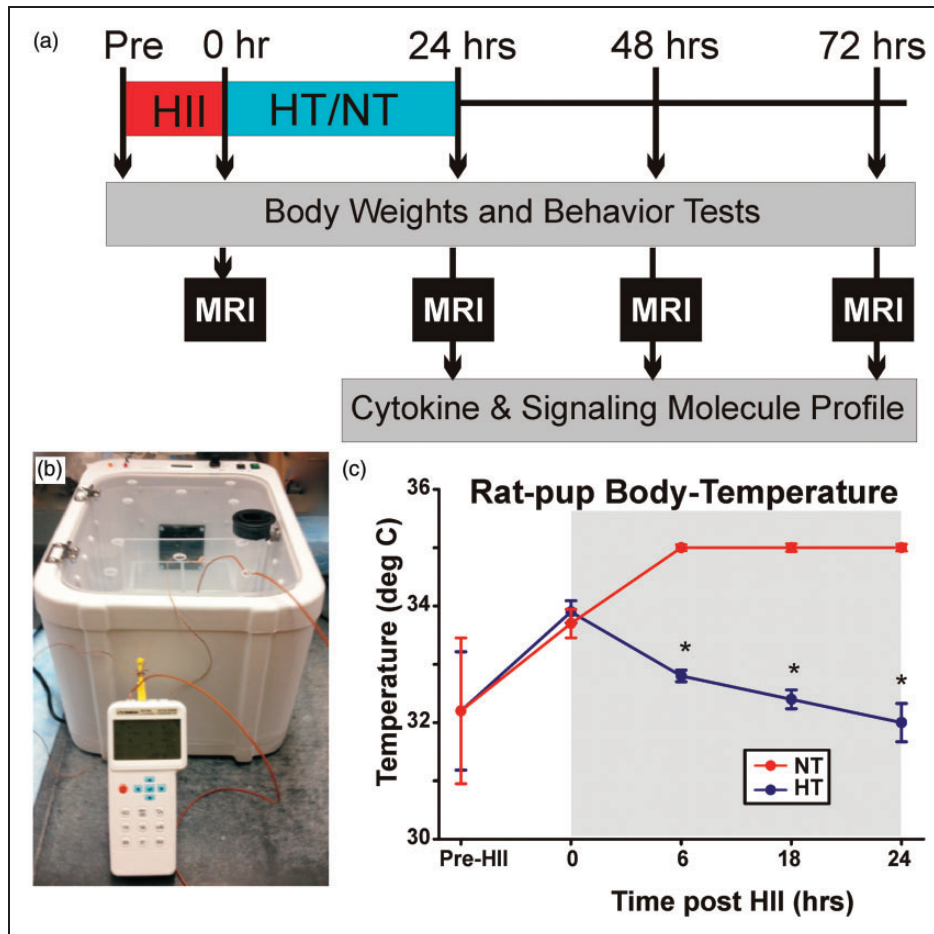 (a)
Pre 0 hr 24 hrs 48 hrs 72 hrs
HII HT/NT
Body Weights and Behavior Tests
MRI MRI MRI MRI
Cytokine & Signaling Molecule Profile
(b)
(c)
Rat-pup Body-Temperature
Temperature (deg C)
36
34
32
30
*
*
*
NT
HT
Pre-HII 0 6 18 24
Time post HII (hrs)